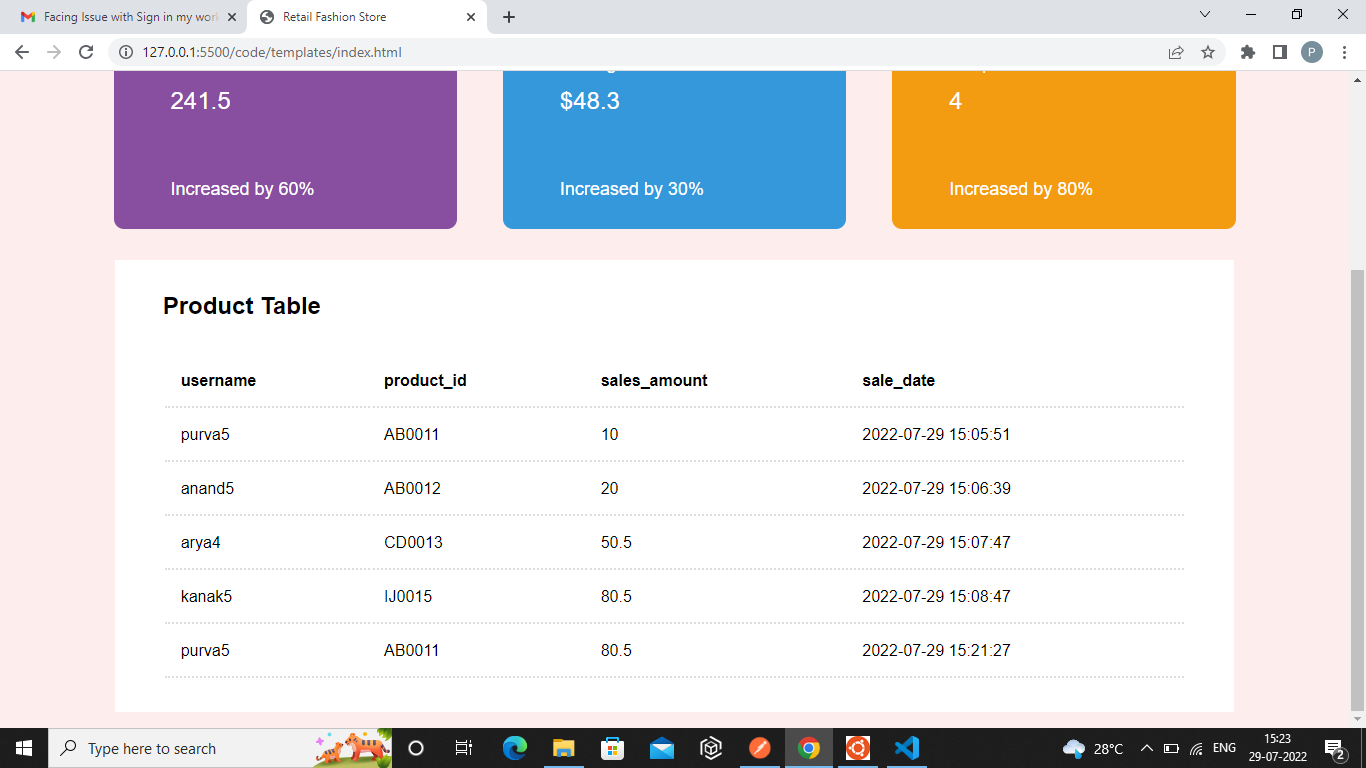 Facing Issue with Sign in my wor
Retail Fashion Store
127.0.0.1:5500/code/templates/index.html
P
241.5
$48.3
4
Increased by 60%
Increased by 30%
Increased by 80%
Product Table
username product_id sales_amount sale_date
purva5 AB0011 10 2022-07-29 15:05:51
anand5 AB0012 20 2022-07-29 15:06:39
arya4 CD0013 50.5 2022-07-29 15:07:47
kanak5 IJ0015 80.5 2022-07-29 15:08:47
purva5 AB0011 80.5 2022-07-29 15:21:27
Type here to search
28°C
ENG
15:23
29-07-2022
2